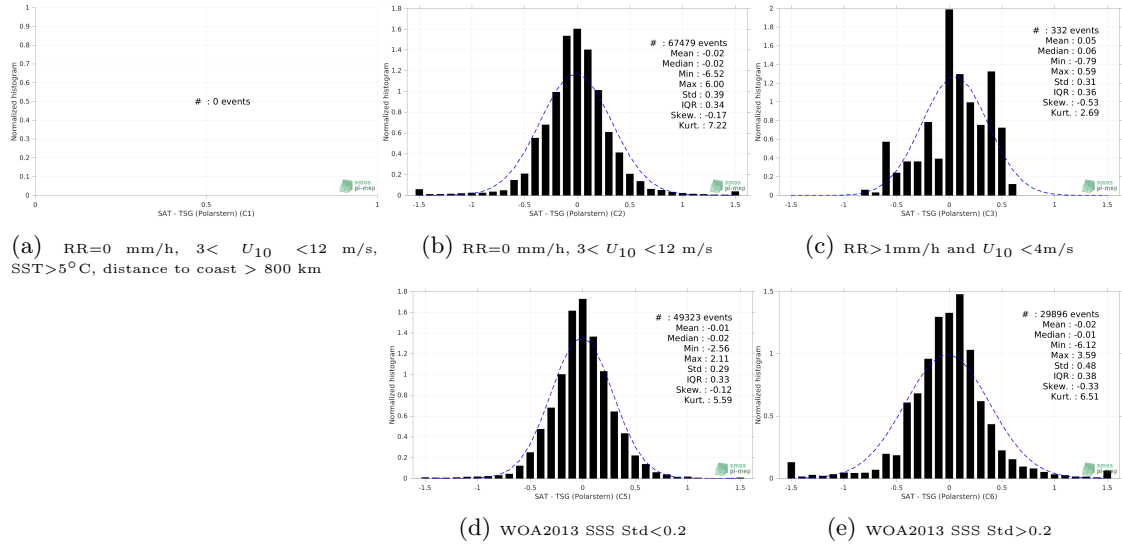 1
0.9
0.8
0.7
0.6
0.5
0.4
0.3
0.2
0.1
0
Normalized histogram
# : 0 events
0 0.5 1
SAT - TSG (Polarstern) (C1)
smos
pi-mep
(a) RR=0 mm/h, 3< U10 <12 m/s,
SST>5°C, distance to coast > 800 km
1.8
1.6
1.4
1.2
1
0.8
0.6
0.4
0.2
0
Normalized histogram
# : 67479 events
Mean : -0.02
Median : -0.02
Min : -6.52
Max : 6.00
Std : 0.39
IQR : 0.34
Skew. : -0.17
Kurt. : 7.22
-1.5 -1 -0.5 0 0.5 1 1.5
SAT - TSG (Polarstern) (C2)
smos
pi-mep
(b) RR=0 mm/h, 3< U10 <12 m/s
2
1.8
1.6
1.4
1.2
1
0.8
0.6
0.4
0.2
0
Normalized histogram
# : 332 events
Mean : 0.05
Median : 0.06
Min : -0.79
Max : 0.59
Std : 0.31
IQR : 0.36
Skew. : -0.53
Kurt. : 2.69
-1.5 -1 -0.5 0 0.5 1 1.5
SAT - TSG (Polarstern) (C3)
smos
pi-mep
(c) RR>1mm/h and U10 <4m/s
1.8
1.6
1.4
1.2
1
0.8
0.6
0.4
0.2
0
Normalized histogram
# : 49323 events
Mean : -0.01
Median : -0.02
Min : -2.56
Max : 2.11
Std : 0.29
IQR : 0.33
Skew. : -0.12
Kurt. : 5.59
-1.5 -1 -0.5 0 0.5 1 1.5
SAT - TSG (Polarstern) (C5)
smos
pi-mep
(d) WOA2013 SSS Std<0.2
1.5
1
0.5
0
Normalized histogram
# : 29896 events
Mean : -0.02
Median : -0.01
Min : -6.12
Max : 3.59
Std : 0.48
IQR : 0.38
Skew. : -0.33
Kurt. : 6.51
-1.5 -1 -0.5 0 0.5 1 1.5
SAT - TSG (Polarstern) (C6)
smos
pi-mep
(e) WOA2013 SSS Std>0.2